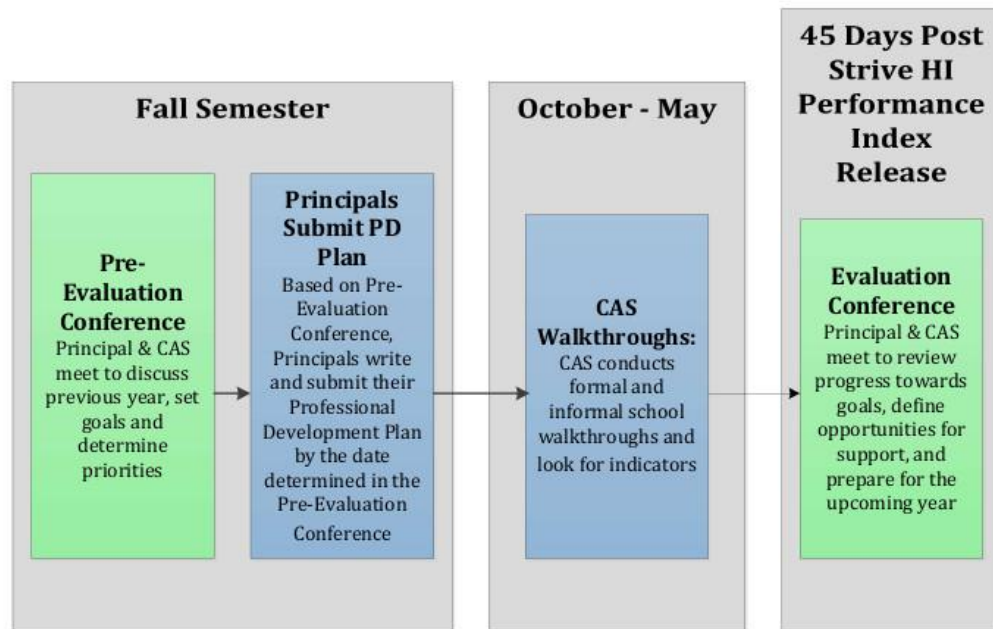 Fall Semester
Pre-
Evaluation
Conference
Principal & CAS
meet to discuss
previous year, set
goals and
determine
priorities
Principals
Submit PD
Plan
Based on Pre-
Evaluation
Conference,
Principals write
and submit their
Professional
Development Plan
by the date
determined in the
Pre-Evaluation
Conference
October - May
CAS
Walkthroughs:
CAS conducts
formal and
informal school
walkthroughs and
look for indicators
45 Days Post
Strive HI
Performance
Index
Release
Evaluation
Conference
Principal & CAS
meet to review
progress towards
goals, define
opportunities for
support, and
prepare for the
upcoming year